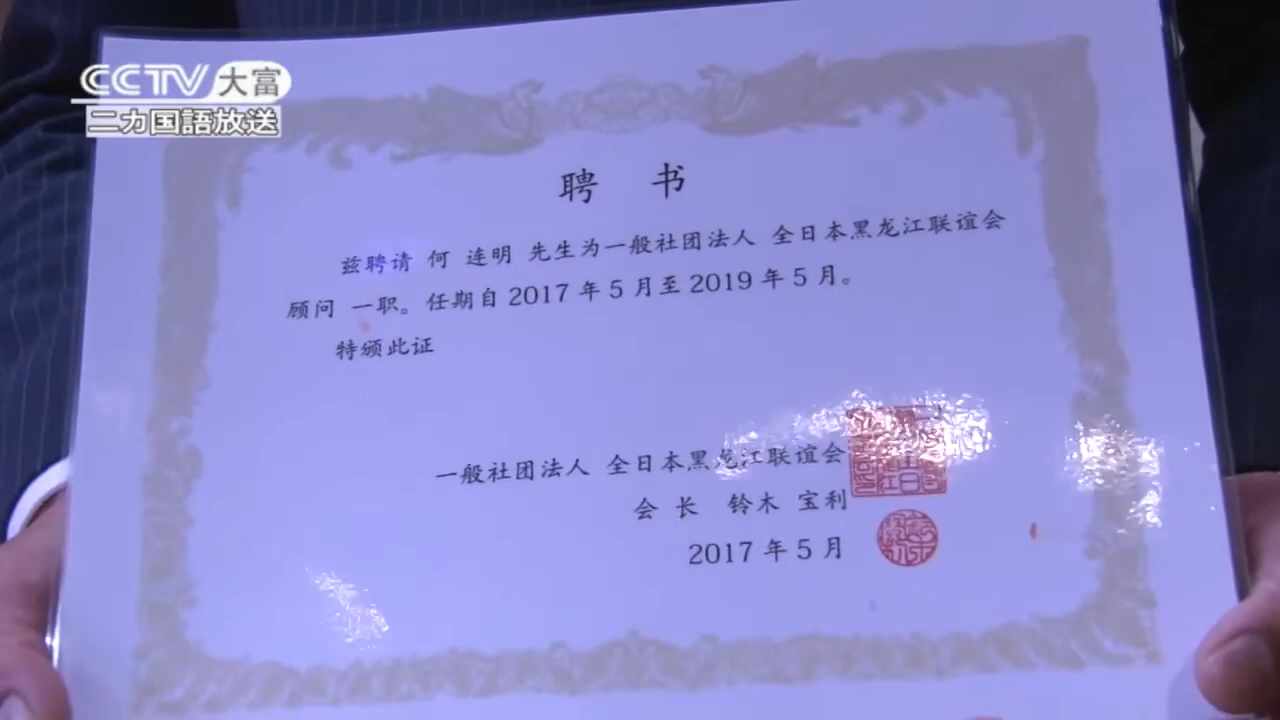 CCTV大富
二カ国語放送
聘 书
兹聘请 何 连明 先生为一般社团法人 全日本黑龙江联谊会
顾问 一职。任期自 2017 年 5 月至 2019 年 5 月。
特颁此证
一般社团法人 全日本黑龙江联谊会
会 长 铃木 宝利
2017 年 5 月